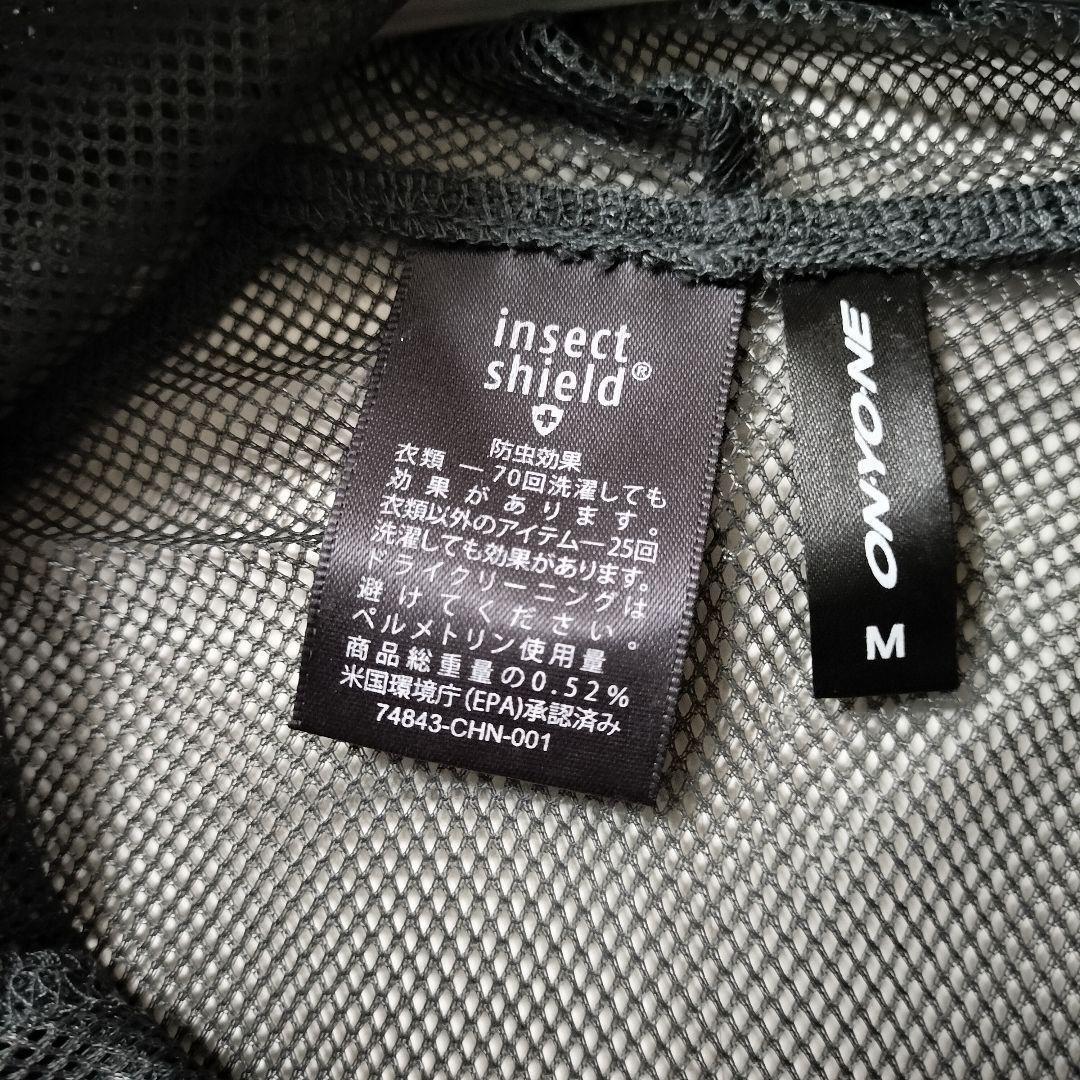 insect
shield®
防虫効果
衣類 ー 70回洗濯しても
効果があります。
衣類以外のアイテムー25回
洗濯しても効果があります。
ドライクリーニングは
避けてください。
ペルメトリン使用量
商品総重量の0.52%
米国環境庁(EPA)承認済み
74843-CHN-001
ONYONE
M